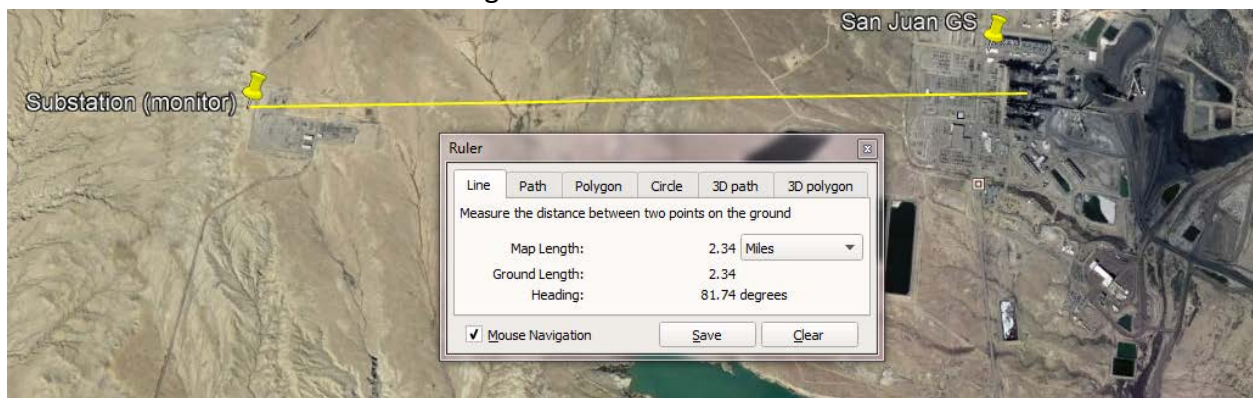 San Juan GS
Substation (monitor)
Ruler
Line Path Polygon Circle 3D path 3D polygon
Measure the distance between two points on the ground
Map Length: 2.34 Miles
Ground Length: 2.34
Heading: 81.74 degrees
Mouse Navigation Save Clear